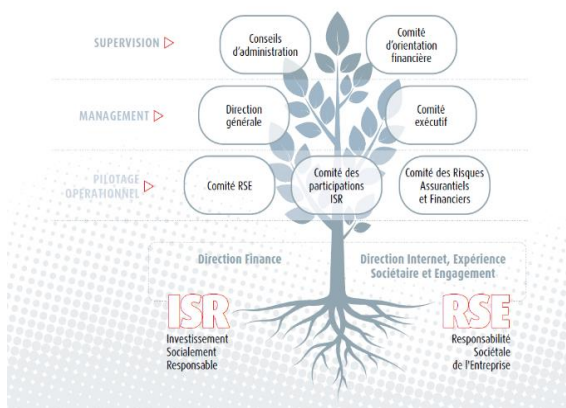 SUPERVISION
Conseils
d'administration
Comité
d'orientation
financière
MANAGEMENT
Direction
générale
Comité
exécutif
PILOTAGE
OPÉRATIONNEL
Comité RSE
Comité des
participations
ISR
Comité des Risques
Assurantiels
et Financiers
Direction Finance
Direction Internet, Expérience
Sociétaire et Engagement
ISR
Investissement
Socialement
Responsable
RSE
Responsabilité
Sociétale
de l'Entreprise